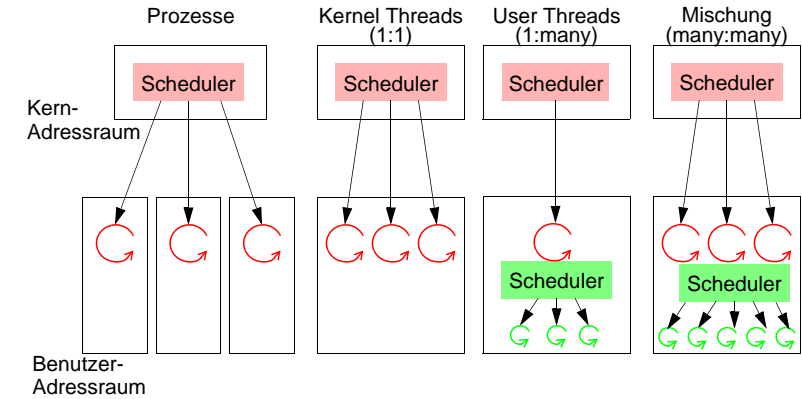 Prozesse
Kernel Threads
(1:1)
User Threads
(1:many)
Mischung
(many:many)
Scheduler
Scheduler
Scheduler
Scheduler
Kern-
Adressraum
Scheduler
Scheduler
Benutzer-
Adressraum